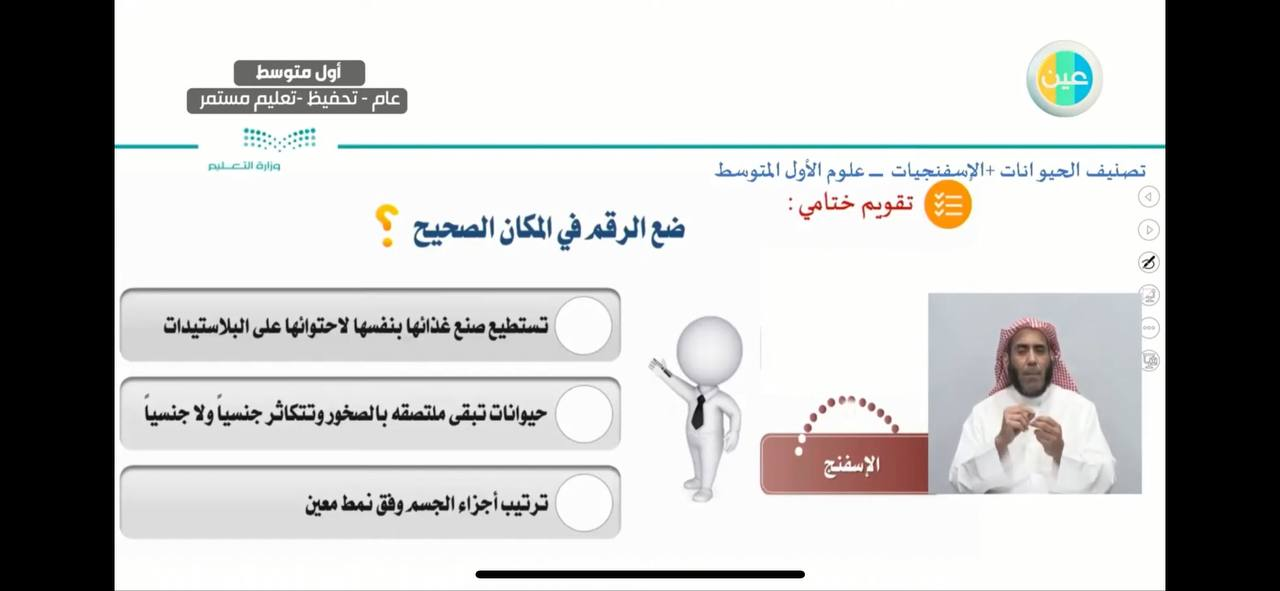 أول متوسط
عام - تحفيظ -تعليم مستمر
عين
وزارة التعليم
تصنيف الحيوانات +الإسفنجيات – علوم الأول المتوسط
تقويم ختامي :
ضع الرقم في المكان الصحيح ؟
تستطيع صنع غذائها بنفسها لاحتوائها على البلاستيدات
حيوانات تبقى ملتصقه بالصخور وتتكاثر جنسياً ولا جنسياً
ترتيب أجزاء الجسم وفق نمط معين
الإسفنج